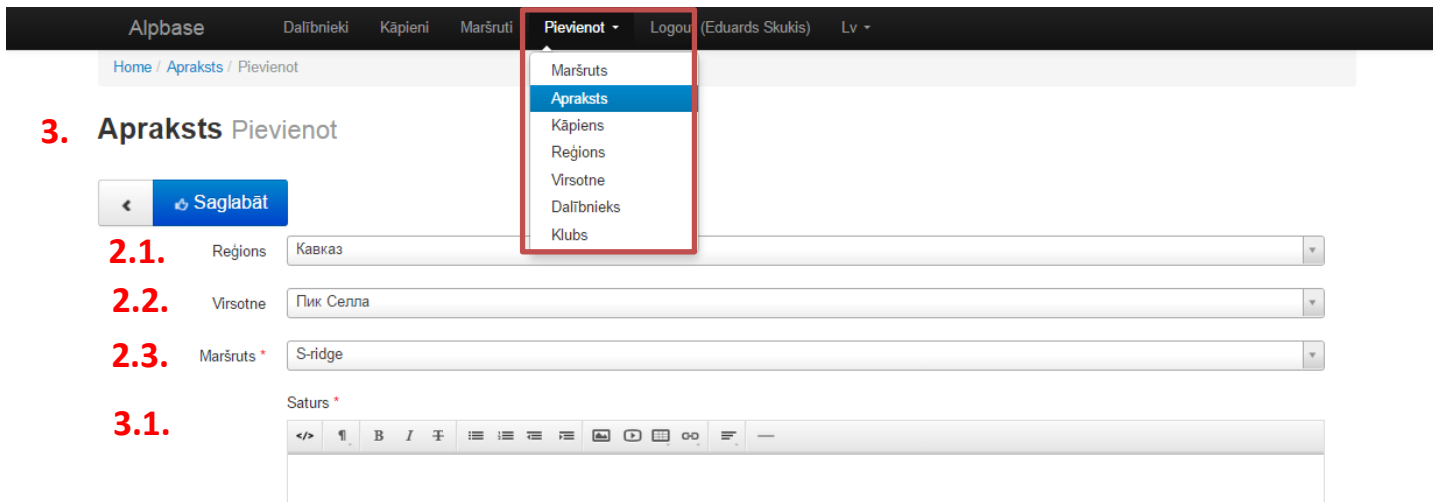 Alpbase Dalībnieki Kāpieni Maršruti Pievienot Logout (Eduards Skukis) Lv
Home / Apraksts / Pievienot
Maršruts
Apraksts
Kāpiens
Reģions
Virsotne
Dalībnieks
Klubs
3. Apraksts Pievienot
Saglabāt
2.1. Reģions Кавказ
2.2. Virsotne Пик Селла
2.3. Maršruts * S-ridge
Saturs *
3.1.
</> ¶ B I T